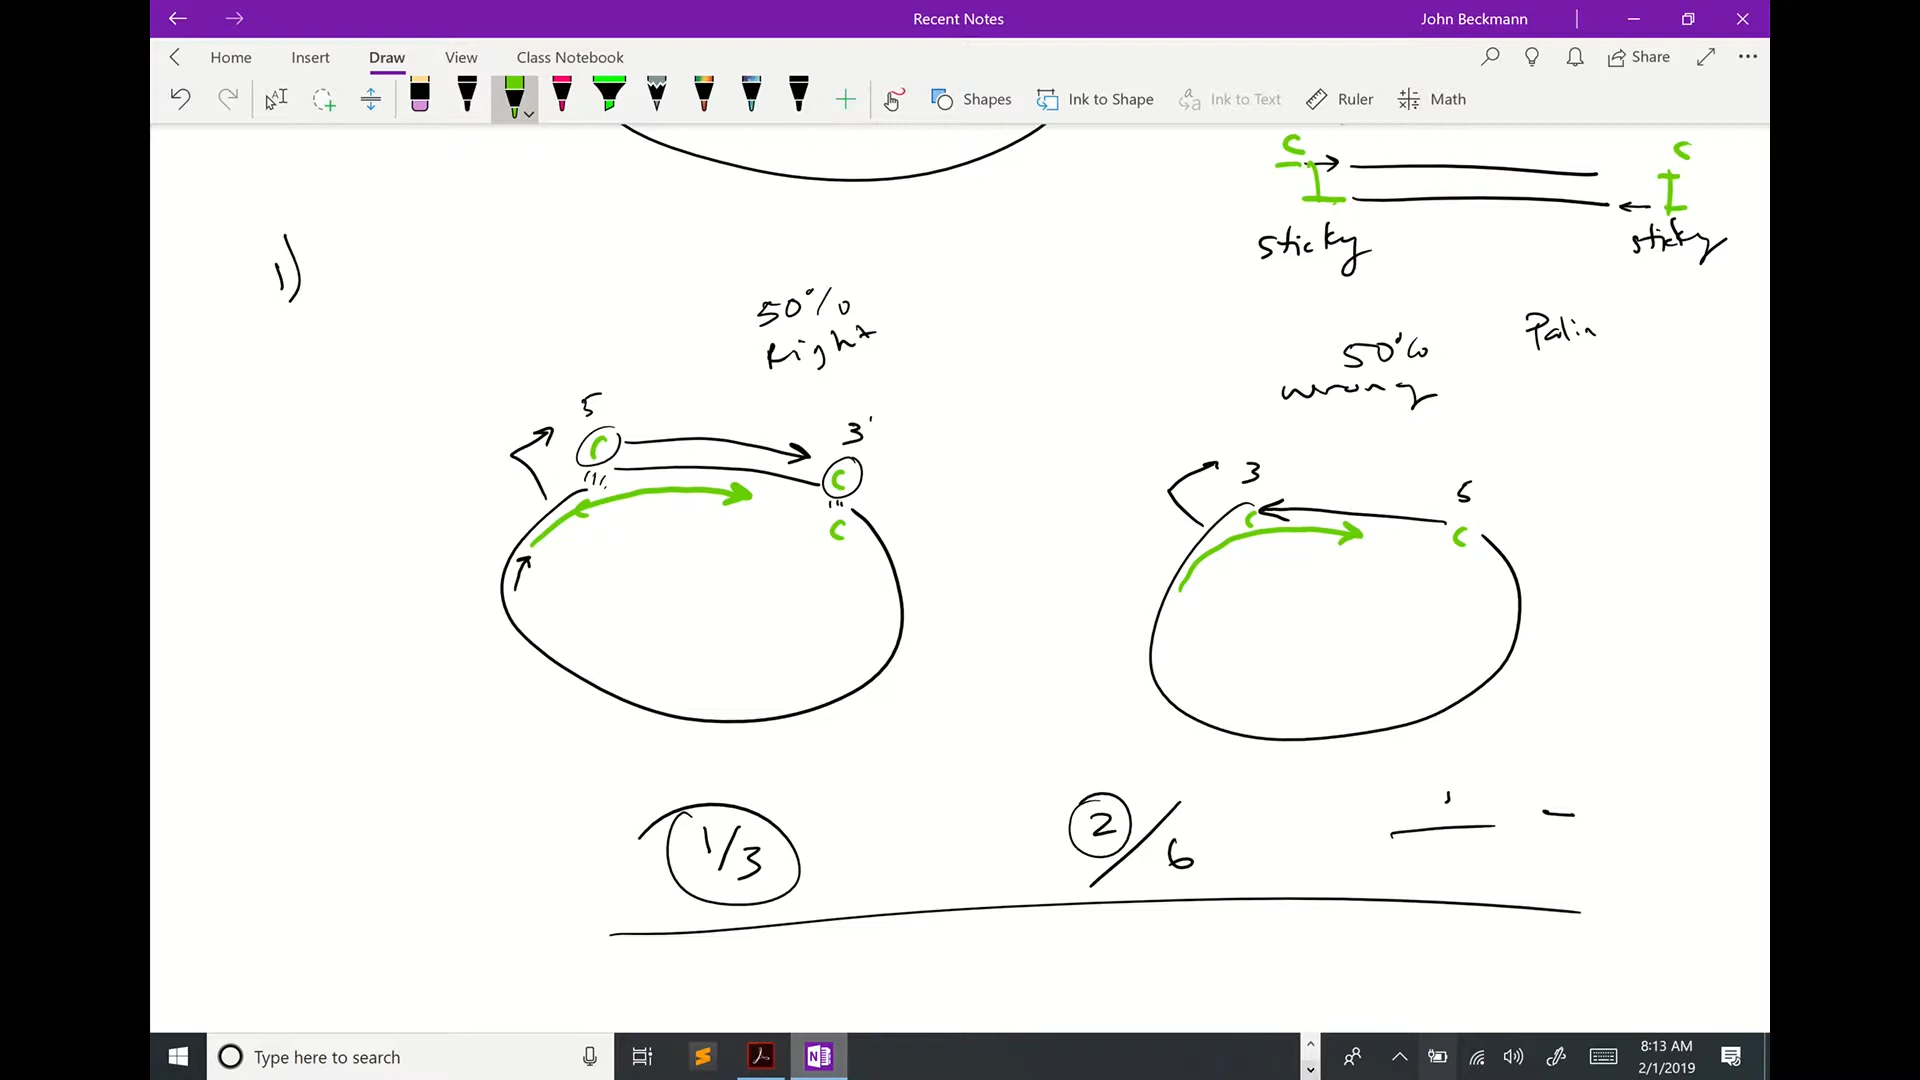 Recent Notes
John Beckmann
Home Insert Draw View Class Notebook
Share
Shapes Ink to Shape Ink to Text Ruler Math
C C
sticky sticky
1)
50%
Right
50%
wrong
Palin
5 3'
C C
C
3 5
C C
1/3
2/6
Type here to search
8:13 AM
2/1/2019